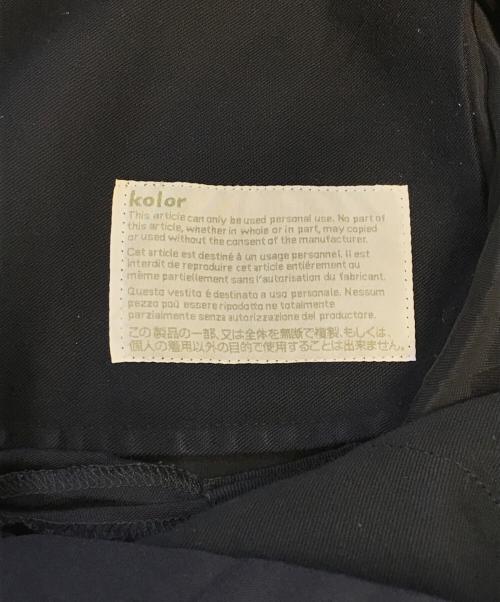 kolor
This article can only be used personal use. No part of
this article, whether in whole or in part, may copied
or used without the consent of the manufacturer.
Cet article est destiné à un usage personnel. Il est
interdit de reproduire cet article entiérement ou
même partiellement sans l'autorisation du fabricant.
Questo vestito é destinato a uso personale. Nessum
pezzo può essere ripodotto ne totalmente
parzialmente senza autorizzazione del produttore.
この製品の一部、又は全体を無断で複製、もしくは、
個人の着用以外の目的で使用することは出来ません。